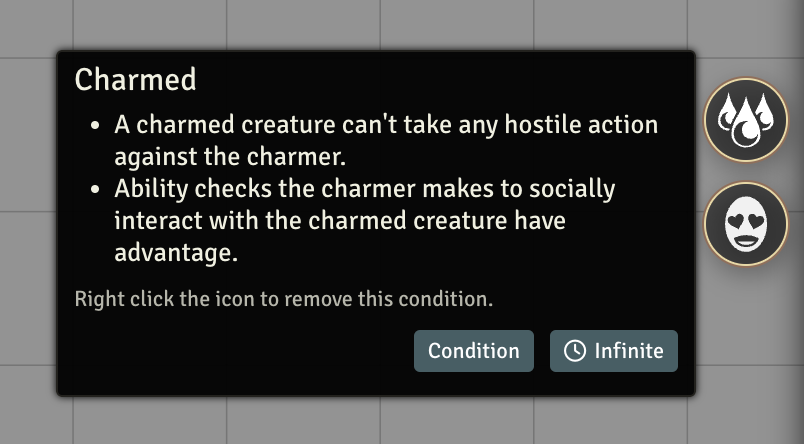 Charmed
• A charmed creature can't take any hostile action
against the charmer.
• Ability checks the charmer makes to socially
interact with the charmed creature have
advantage.
Right click the icon to remove this condition.
Condition
Infinite